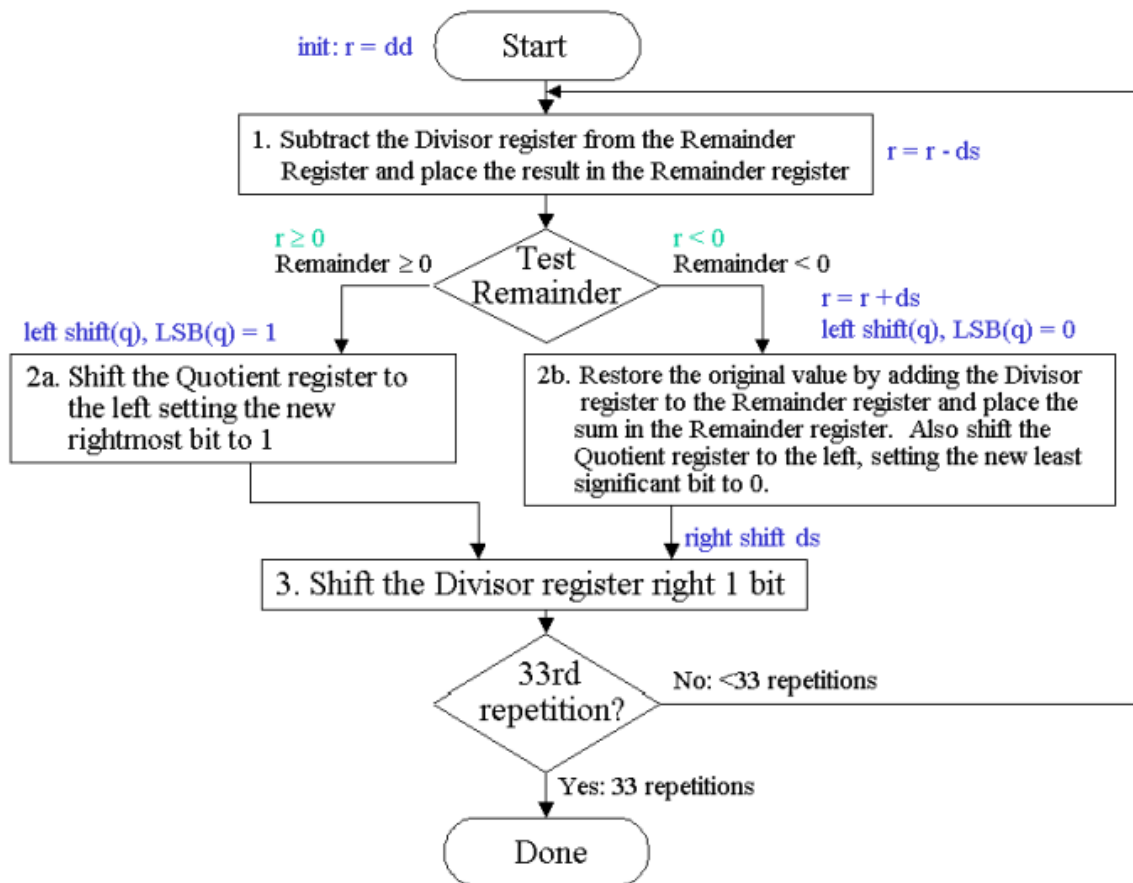 init: r = dd
Start
1. Subtract the Divisor register from the Remainder
Register and place the result in the Remainder register
r = r - ds
r ≥ 0
Remainder ≥ 0
Test
Remainder
r < 0
Remainder < 0
r = r + ds
left shift(q), LSB(q) = 1
left shift(q), LSB(q) = 0
2a. Shift the Quotient register to
the left setting the new
rightmost bit to 1
2b. Restore the original value by adding the Divisor
register to the Remainder register and place the
sum in the Remainder register. Also shift the
Quotient register to the left, setting the new least
significant bit to 0.
right shift ds
3. Shift the Divisor register right 1 bit
33rd
repetition?
No: <33 repetitions
Yes: 33 repetitions
Done